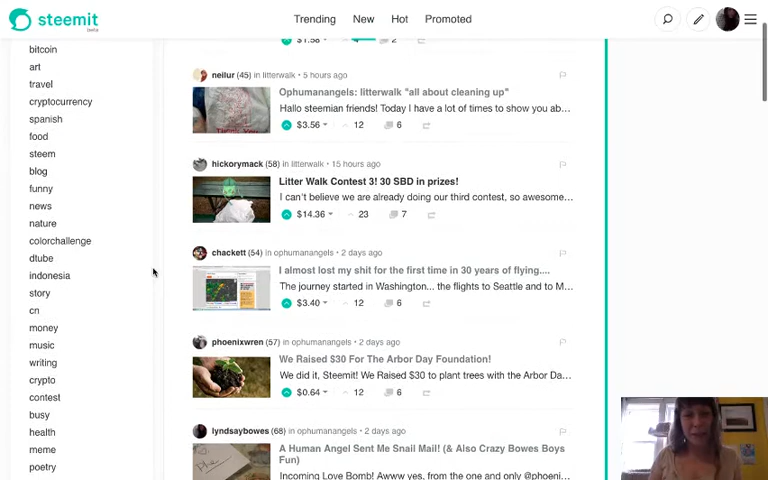 steemit
beta
Trending
New
Hot
Promoted
bitcoin
art
travel
cryptocurrency
spanish
food
steem
blog
funny
news
nature
colorchallenge
dtube
indonesia
story
cn
money
music
writing
crypto
contest
busy
health
meme
poetry
$1.58
2
neilur (45) in litterwalk • 5 hours ago
Ophumanangels: litterwalk "all about cleaning up"
Hallo steemian friends! Today I have a lot of times to show you ab...
$3.56 12 6
hickorymack (58) in litterwalk • 15 hours ago
Litter Walk Contest 3! 30 SBD in prizes!
I can't believe we are already doing our third contest, so awesome...
$14.36 23 7
chackett (54) in ophumanangels • 2 days ago
I almost lost my shit for the first time in 30 years of flying....
The journey started in Washington... the flights to Seattle and to M...
$3.40 12 6
phoenixwren (57) in ophumanangels • 2 days ago
We Raised $30 For The Arbor Day Foundation!
We did it, Steemit! We Raised $30 to plant trees with the Arbor Da...
$0.64 12 6
lyndsaybowes (68) in ophumanangels • 2 days ago
A Human Angel Sent Me Snail Mail! (& Also Crazy Bowes Boys
Fun)
Incoming Love Bomb! Awww yes, from the one and only @phoeni...